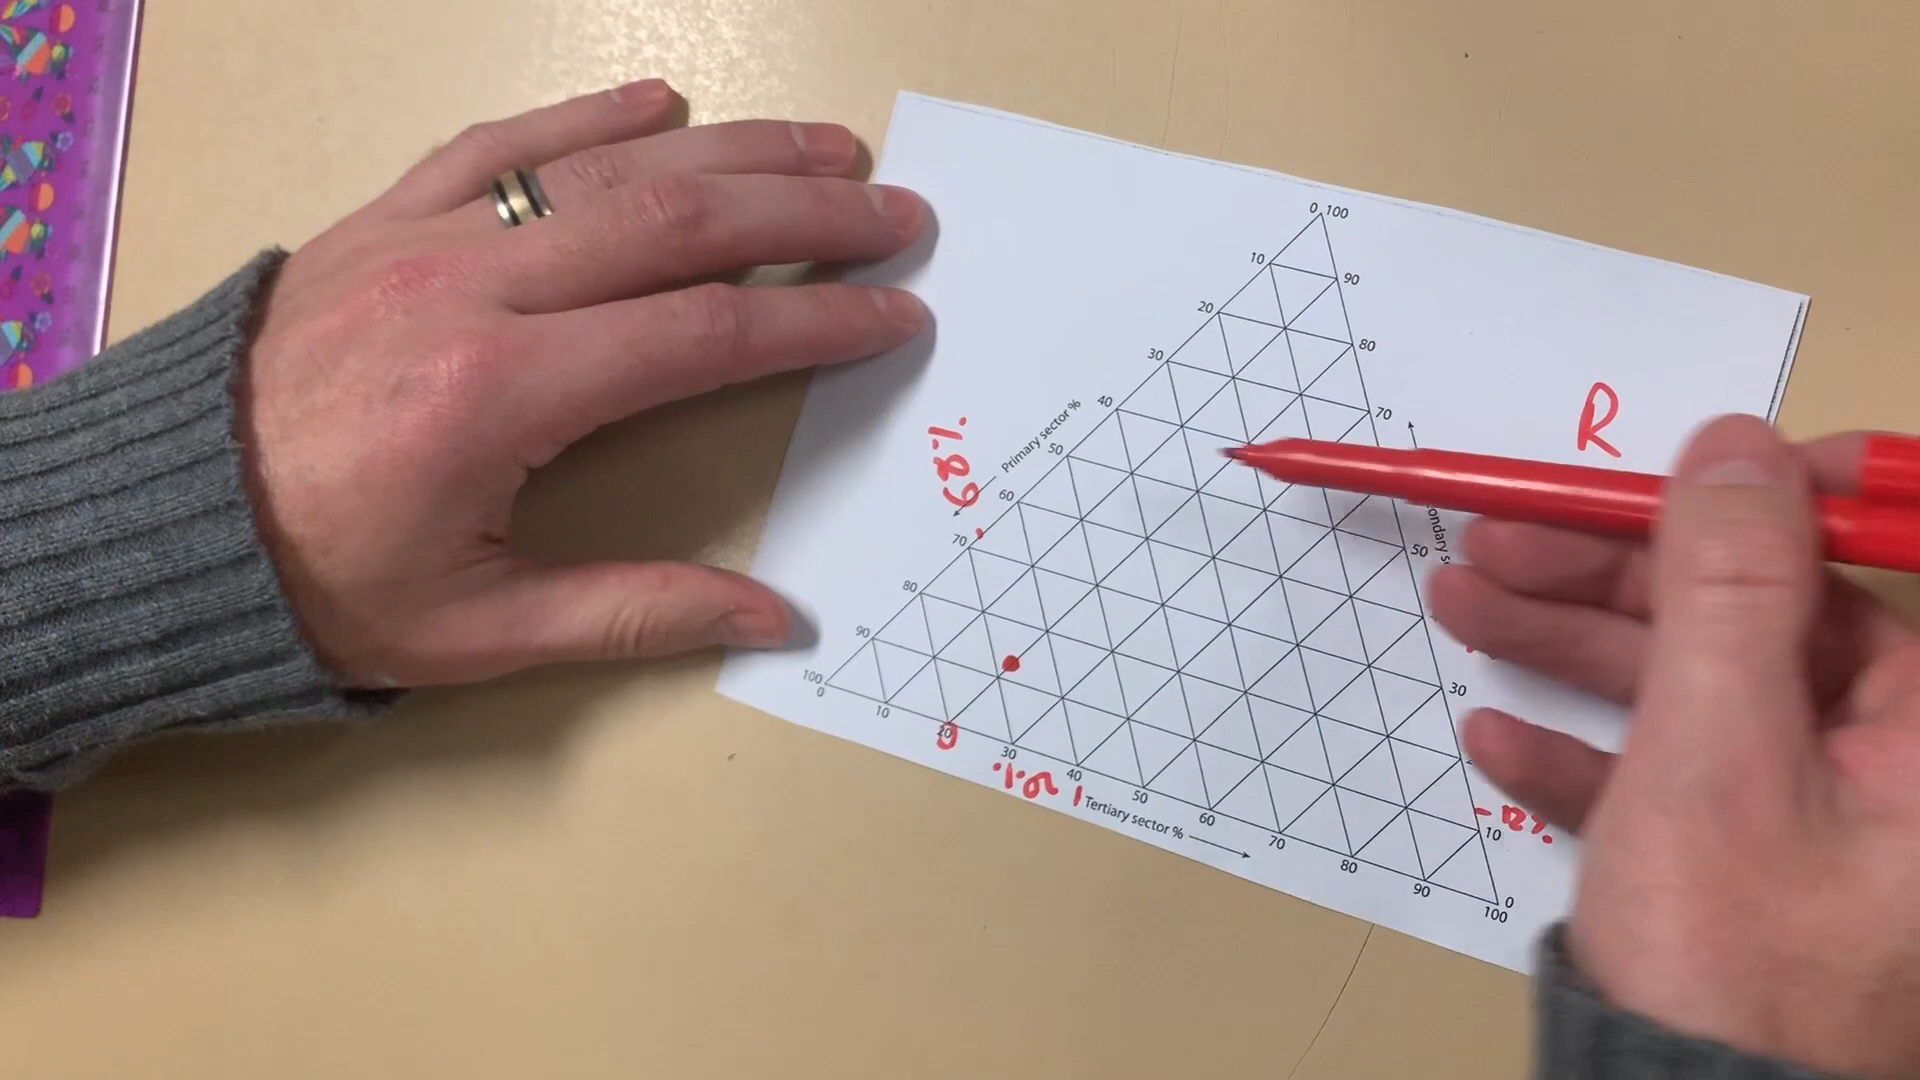 0 100
10 90
20 80
30 70
40
50 50
60
70
80 30
90
100 10
0 10 20 30 40 50 60 70 80 90 100
0
Primary sector %
Tertiary sector %
ondary s
R
68%
12%